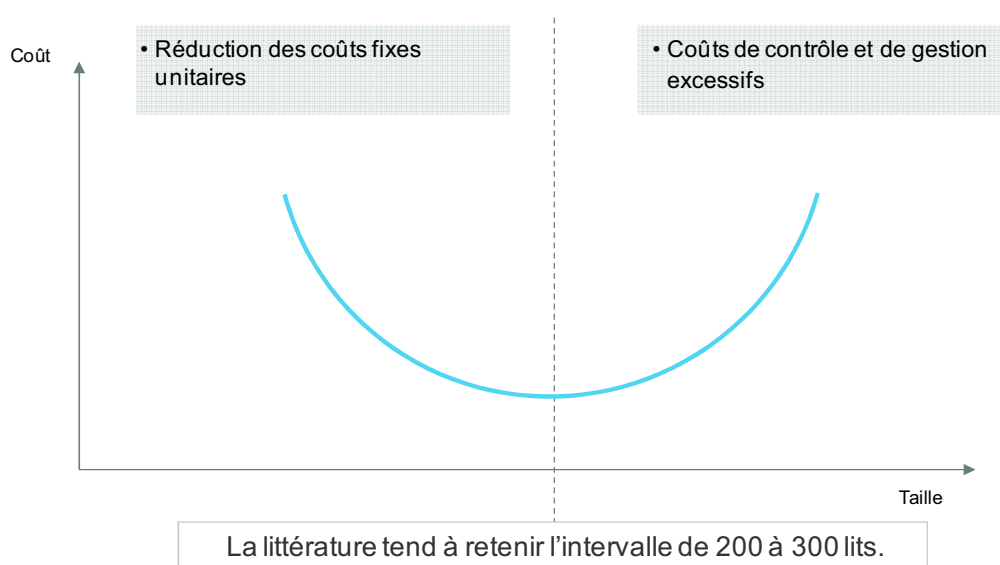 Coût
• Réduction des coûts fixes
unitaires
• Coûts de contrôle et de gestion
excessifs
Taille
La littérature tend à retenir l'intervalle de 200 à 300 lits.